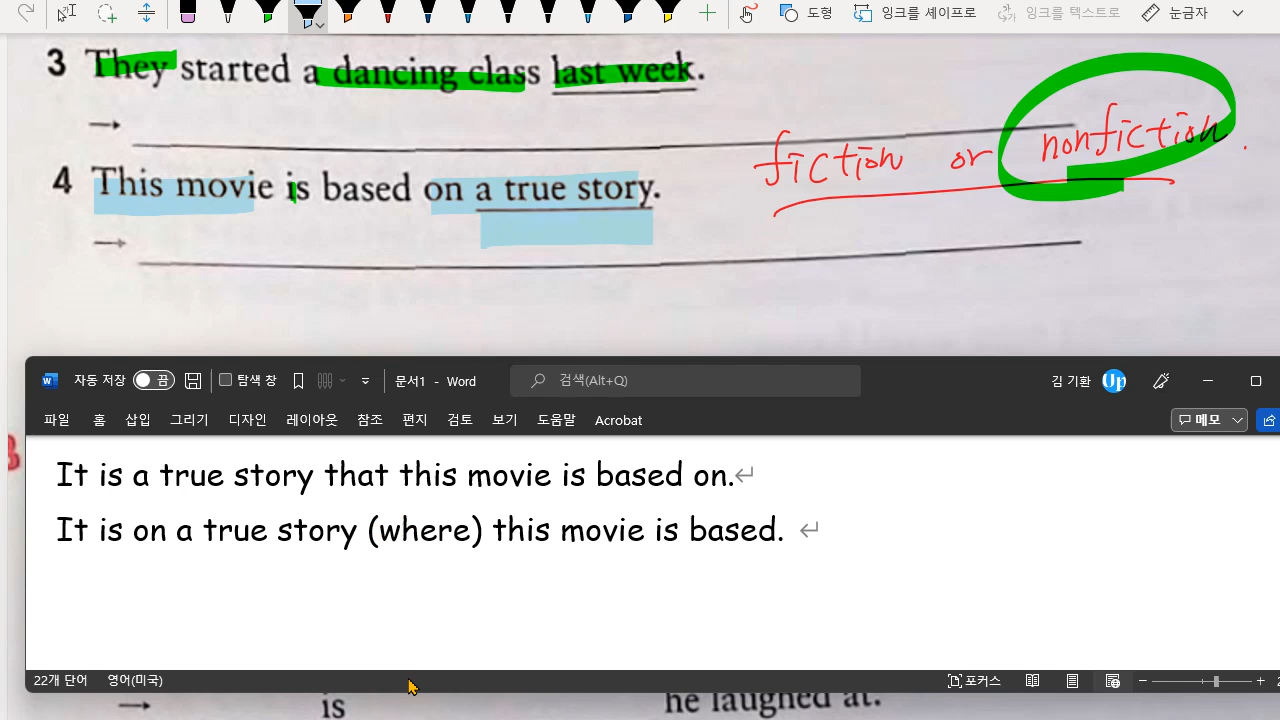 도형 잉크를 셰이프로 잉크를 텍스트로 눈금자
3 They started a dancing class last week.
→
fiction or nonfiction.
4 This movie is based on a true story.
→
자동 저장 끔 탐색 창 문서1 - Word 검색(Alt+Q) 김 기환 Up
파일 홈 삽입 그리기 디자인 레이아웃 참조 편지 검토 보기 도움말 Acrobat 메모
It is a true story that this movie is based on.↵
It is on a true story (where) this movie is based. ↵
22개 단어 영어(미국) 포커스
→ is he laughed at.